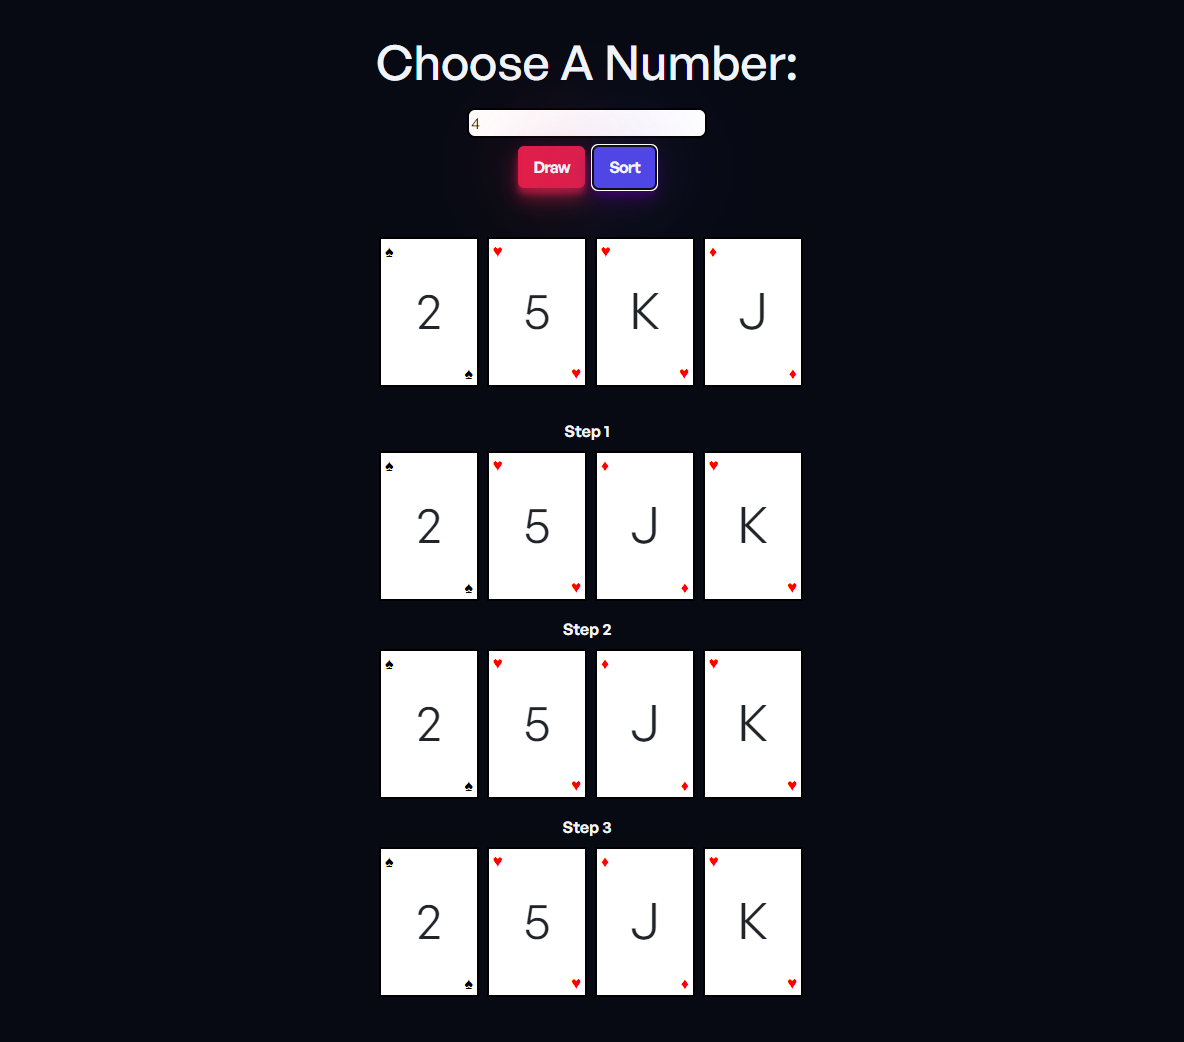 Choose A Number:
4
Draw Sort
♠ ♥ ♥ ♦
2 5 K J
♠ ♥ ♥ ♦
Step 1
♠ ♥ ♦ ♥
2 5 J K
♠ ♥ ♦ ♥
Step 2
♠ ♥ ♦ ♥
2 5 J K
♠ ♥ ♦ ♥
Step 3
♠ ♥ ♦ ♥
2 5 J K
♠ ♥ ♦ ♥